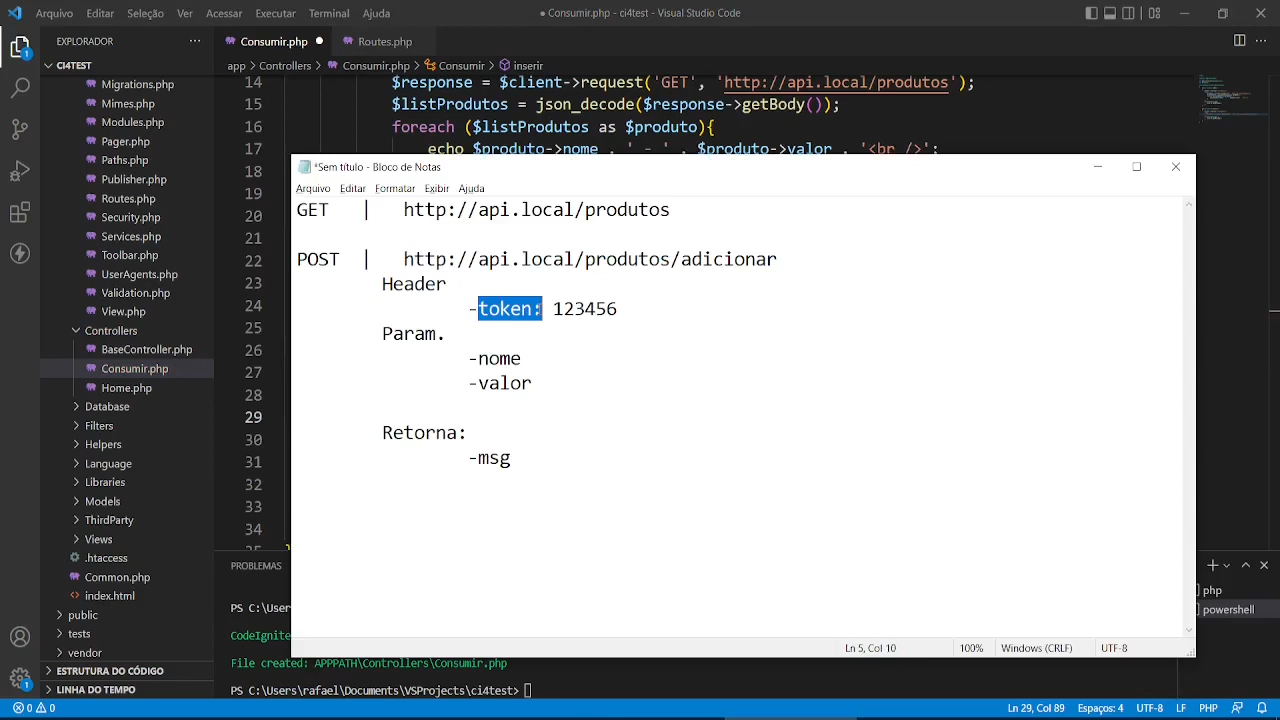 Arquivo Editar Seleção Ver Acessar Executar Terminal Ajuda
● Consumir.php - ci4test - Visual Studio Code
EXPLORADOR
CI4TEST
Migrations.php
Mimes.php
Modules.php
Pager.php
Paths.php
Publisher.php
Routes.php
Security.php
Services.php
Toolbar.php
UserAgents.php
Validation.php
View.php
Controllers
BaseController.php
Consumir.php
Home.php
Database
Filters
Helpers
Language
Libraries
Models
ThirdParty
Views
.htaccess
Common.php
index.html
public
tests
vendor
ESTRUTURA DO CÓDIGO
LINHA DO TEMPO
Consumir.php ● Routes.php
app > Controllers > Consumir.php > Consumir > inserir
14 $response = $client->request('GET', 'http://api.local/produtos');
15 $listProdutos = json_decode($response->getBody());
16 foreach ($listProdutos as $produto){
17 echo $produto->nome . ' - ' . $produto->valor . '<br />';
18
19
20
21
22
23
24
25
26
27
28
29
30
31
32
33
34
35 }
*Sem título - Bloco de Notas
Arquivo Editar Formatar Exibir Ajuda
GET | http://api.local/produtos
POST | http://api.local/produtos/adicionar
Header
-token: 123456
Param.
-nome
-valor
Retorna:
-msg
Ln 5, Col 10 100% Windows (CRLF) UTF-8
PROBLEMAS
PS C:\User
CodeIgnite
File created: APPPATH\Controllers\Consumir.php
PS C:\Users\rafael\Documents\VSProjects\ci4test>
php
powershell
1
1
0 0 Ln 29, Col 89 Espaços: 4 UTF-8 LF PHP